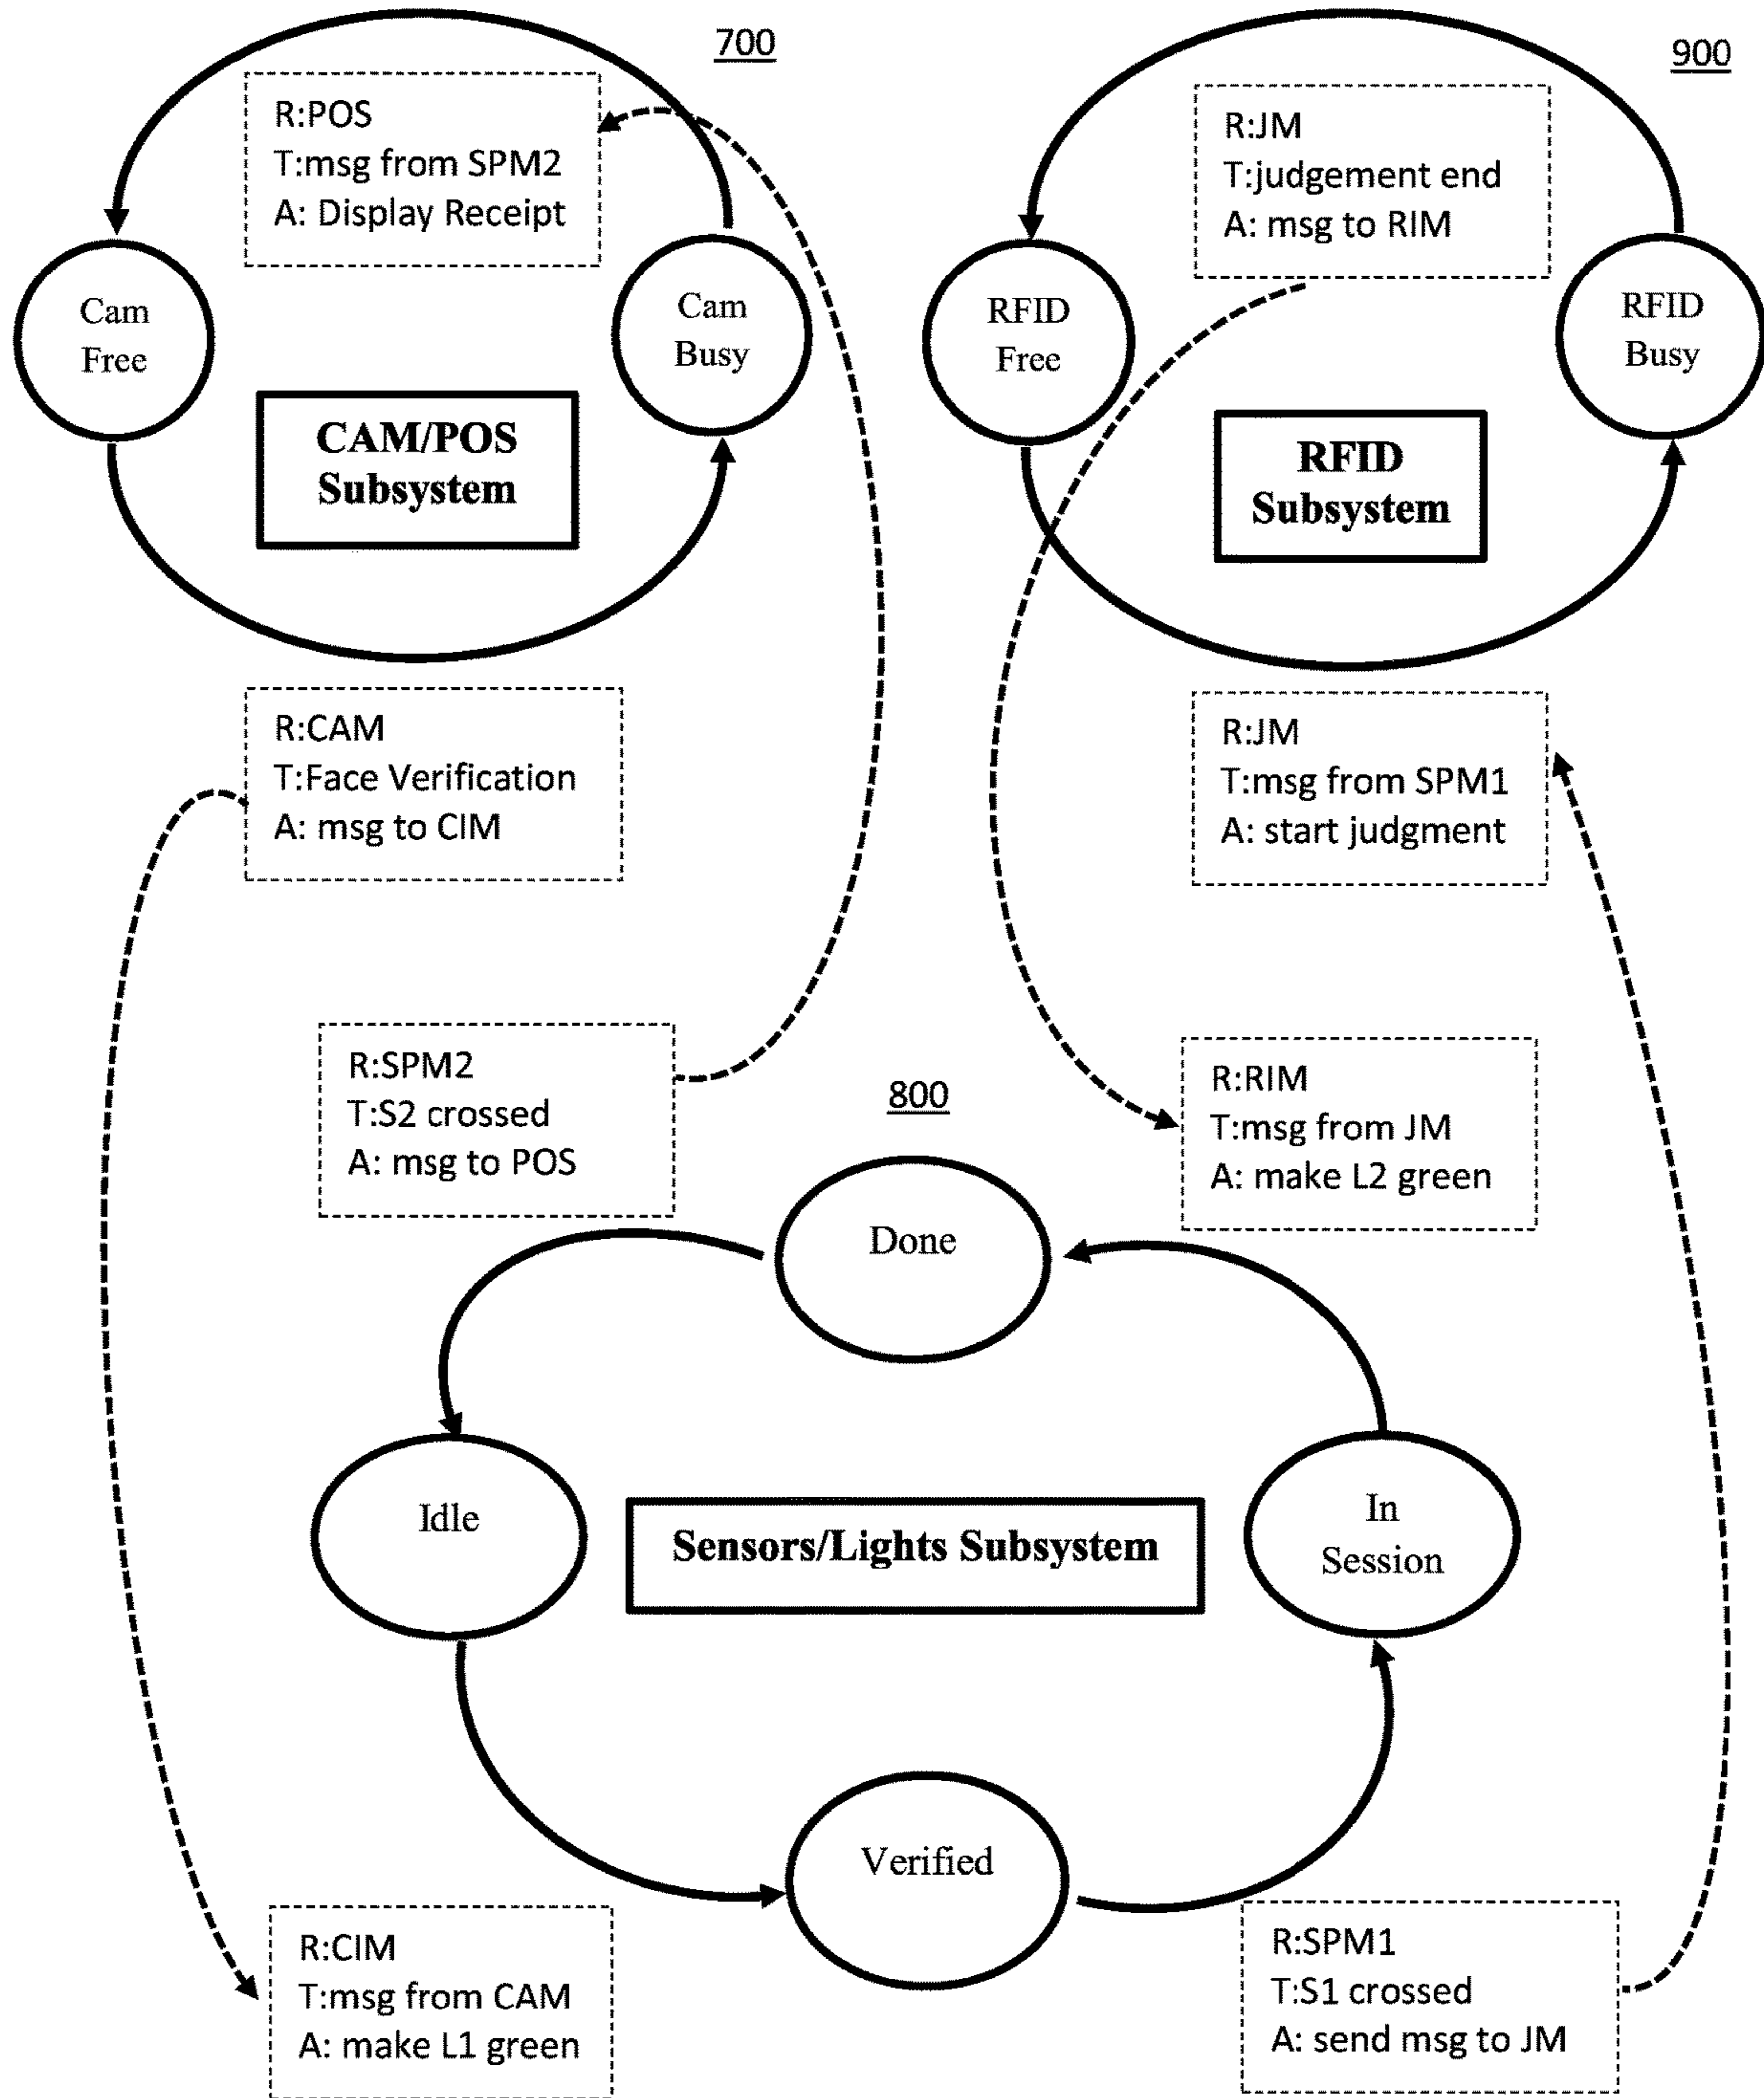 700
900
R:POS
T:msg from SPM2
A: Display Receipt
R:JM
T:judgement end
A: msg to RIM
Cam
Free
Cam
Busy
RFID
Free
RFID
Busy
CAM/POS
Subsystem
RFID
Subsystem
R:CAM
T:Face Verification
A: msg to CIM
R:JM
T:msg from SPM1
A: start judgment
R:SPM2
T:S2 crossed
A: msg to POS
800
R:RIM
T:msg from JM
A: make L2 green
Done
Idle
Sensors/Lights Subsystem
In
Session
Verified
R:CIM
T:msg from CAM
A: make L1 green
R:SPM1
T:S1 crossed
A: send msg to JM